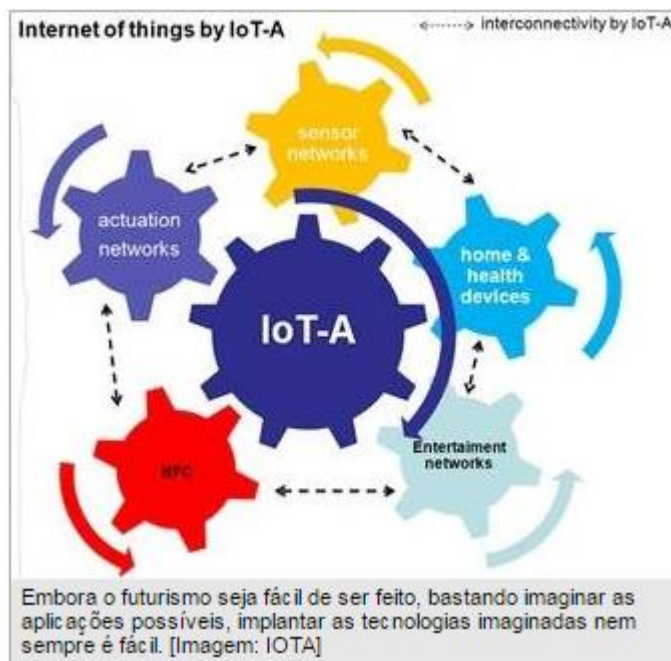 Internet of things by IoT-A
interconnectivity by IoT-A
sensor
networks
actuation
networks
home &
health
devices
IoT-A
Entertaiment
networks
NFC
Embora o futurismo seja fácil de ser feito, bastando imaginar as
aplicações possíveis, implantar as tecnologias imaginadas nem
sempre é fácil. [Imagem: IOTA]